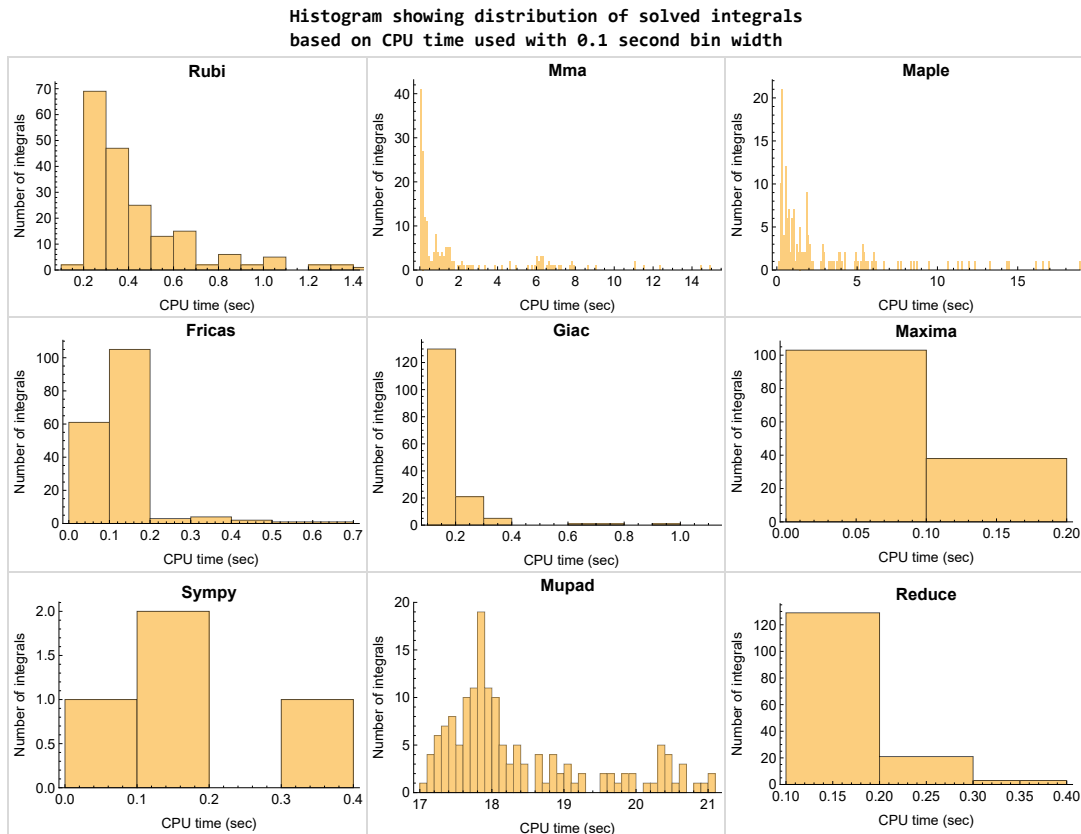 Histogram showing distribution of solved integrals
based on CPU time used with 0.1 second bin width
Rubi
Number of integrals
70
60
50
40
30
20
10
0
0.2 0.4 0.6 0.8 1.0 1.2 1.4
CPU time (sec)
Mma
Number of integrals
40
30
20
10
0
0 2 4 6 8 10 12 14
CPU time (sec)
Maple
Number of integrals
20
15
10
5
0
0 5 10 15
CPU time (sec)
Fricas
Number of integrals
100
80
60
40
20
0
0.0 0.1 0.2 0.3 0.4 0.5 0.6 0.7
CPU time (sec)
Giac
Number of integrals
120
100
80
60
40
20
0
0.2 0.4 0.6 0.8 1.0
CPU time (sec)
Maxima
Number of integrals
100
80
60
40
20
0
0.00 0.05 0.10 0.15 0.20
CPU time (sec)
Sympy
Number of integrals
2.0
1.5
1.0
0.5
0.0
0.0 0.1 0.2 0.3 0.4
CPU time (sec)
Mupad
Number of integrals
20
15
10
5
0
17 18 19 20 21
CPU time (sec)
Reduce
Number of integrals
120
100
80
60
40
20
0
0.10 0.15 0.20 0.25 0.30 0.35 0.40
CPU time (sec)